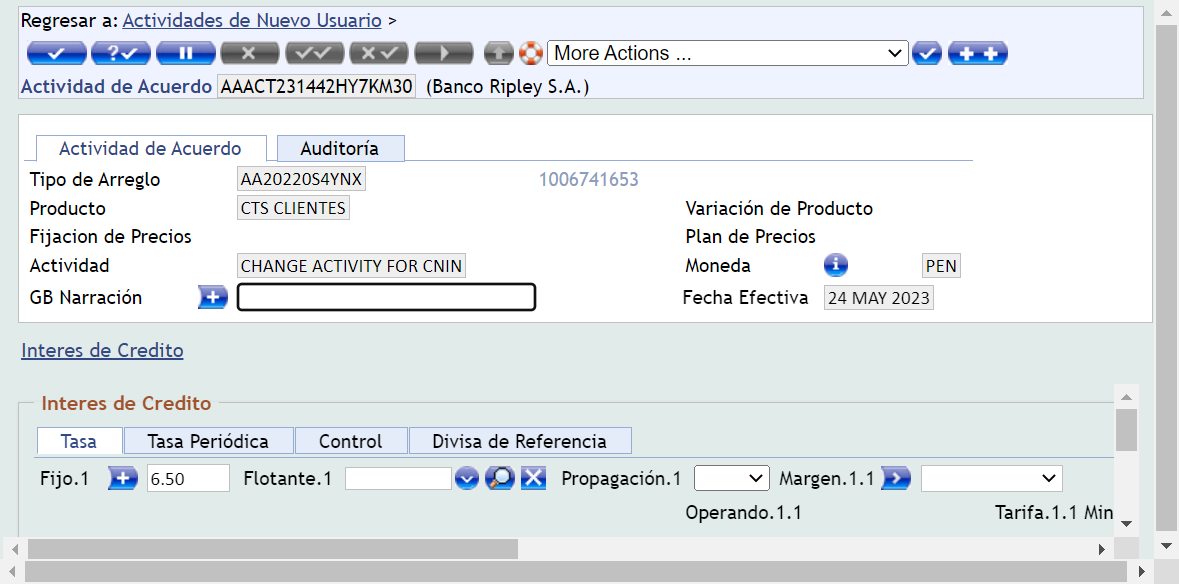 Regresar a: Actividades de Nuevo Usuario >
More Actions ...
Actividad de Acuerdo AAACT231442HY7KM30 (Banco Ripley S.A.)
Actividad de Acuerdo Auditoría
Tipo de Arreglo AA20220S4YNX 1006741653
Producto CTS CLIENTES Variación de Producto
Fijacion de Precios Plan de Precios
Actividad CHANGE ACTIVITY FOR CNIN Moneda PEN
GB Narración Fecha Efectiva 24 MAY 2023
Interes de Credito
Interes de Credito
Tasa Tasa Periódica Control Divisa de Referencia
Fijo.1 6.50 Flotante.1 Propagación.1 Margen.1.1
Operando.1.1 Tarifa.1.1 Min